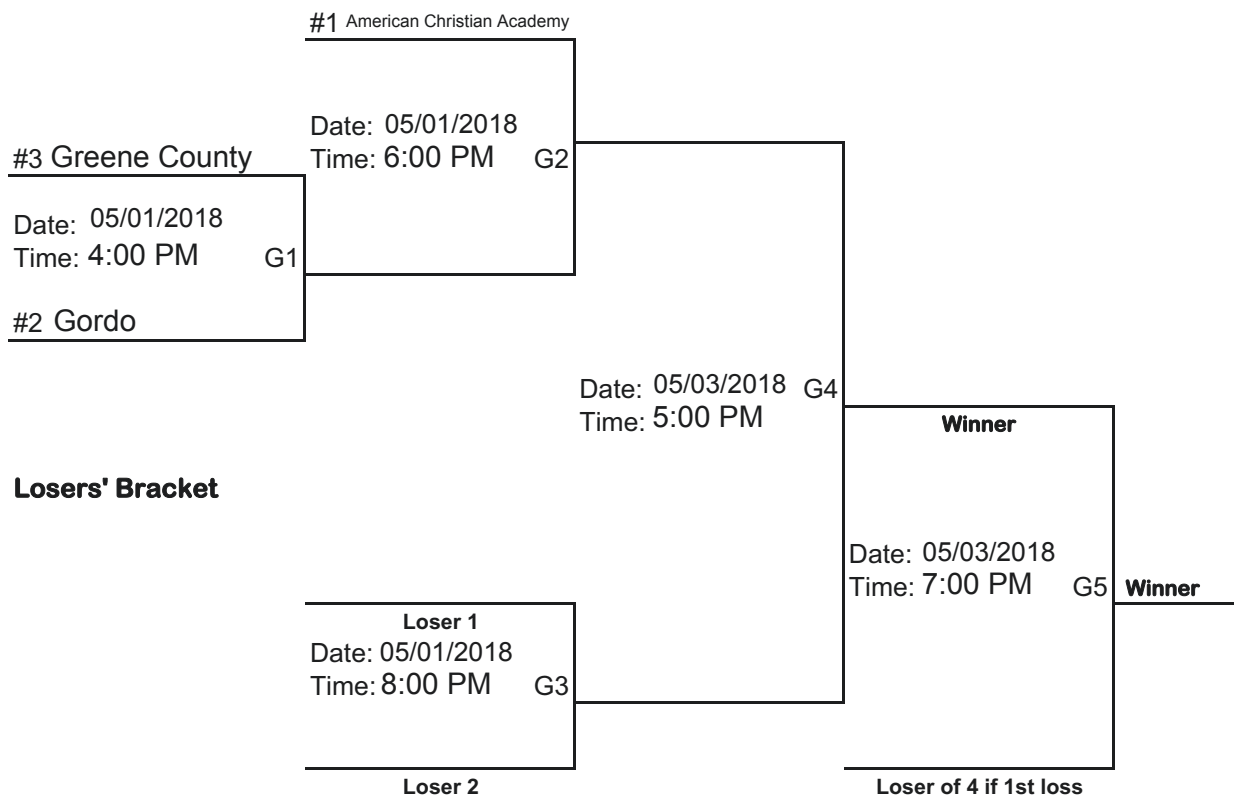 #1 American Christian Academy
Date: 05/01/2018
Time: 6:00 PM G2
#3 Greene County
Date: 05/01/2018
Time: 4:00 PM G1
#2 Gordo
Date: 05/03/2018 G4
Time: 5:00 PM
Winner
Losers' Bracket
Date: 05/03/2018
Time: 7:00 PM G5 Winner
Loser 1
Date: 05/01/2018
Time: 8:00 PM G3
Loser 2
Loser of 4 if 1st loss